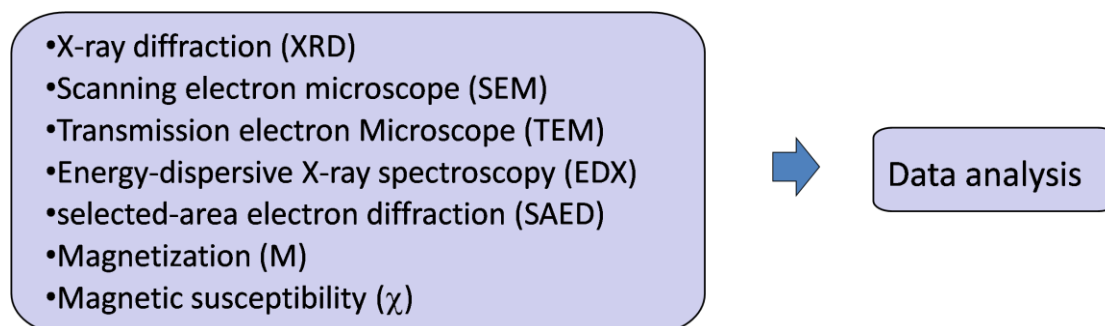 •X-ray diffraction (XRD)
•Scanning electron microscope (SEM)
•Transmission electron Microscope (TEM)
•Energy-dispersive X-ray spectroscopy (EDX)
•selected-area electron diffraction (SAED)
•Magnetization (M)
•Magnetic susceptibility (χ)
Data analysis